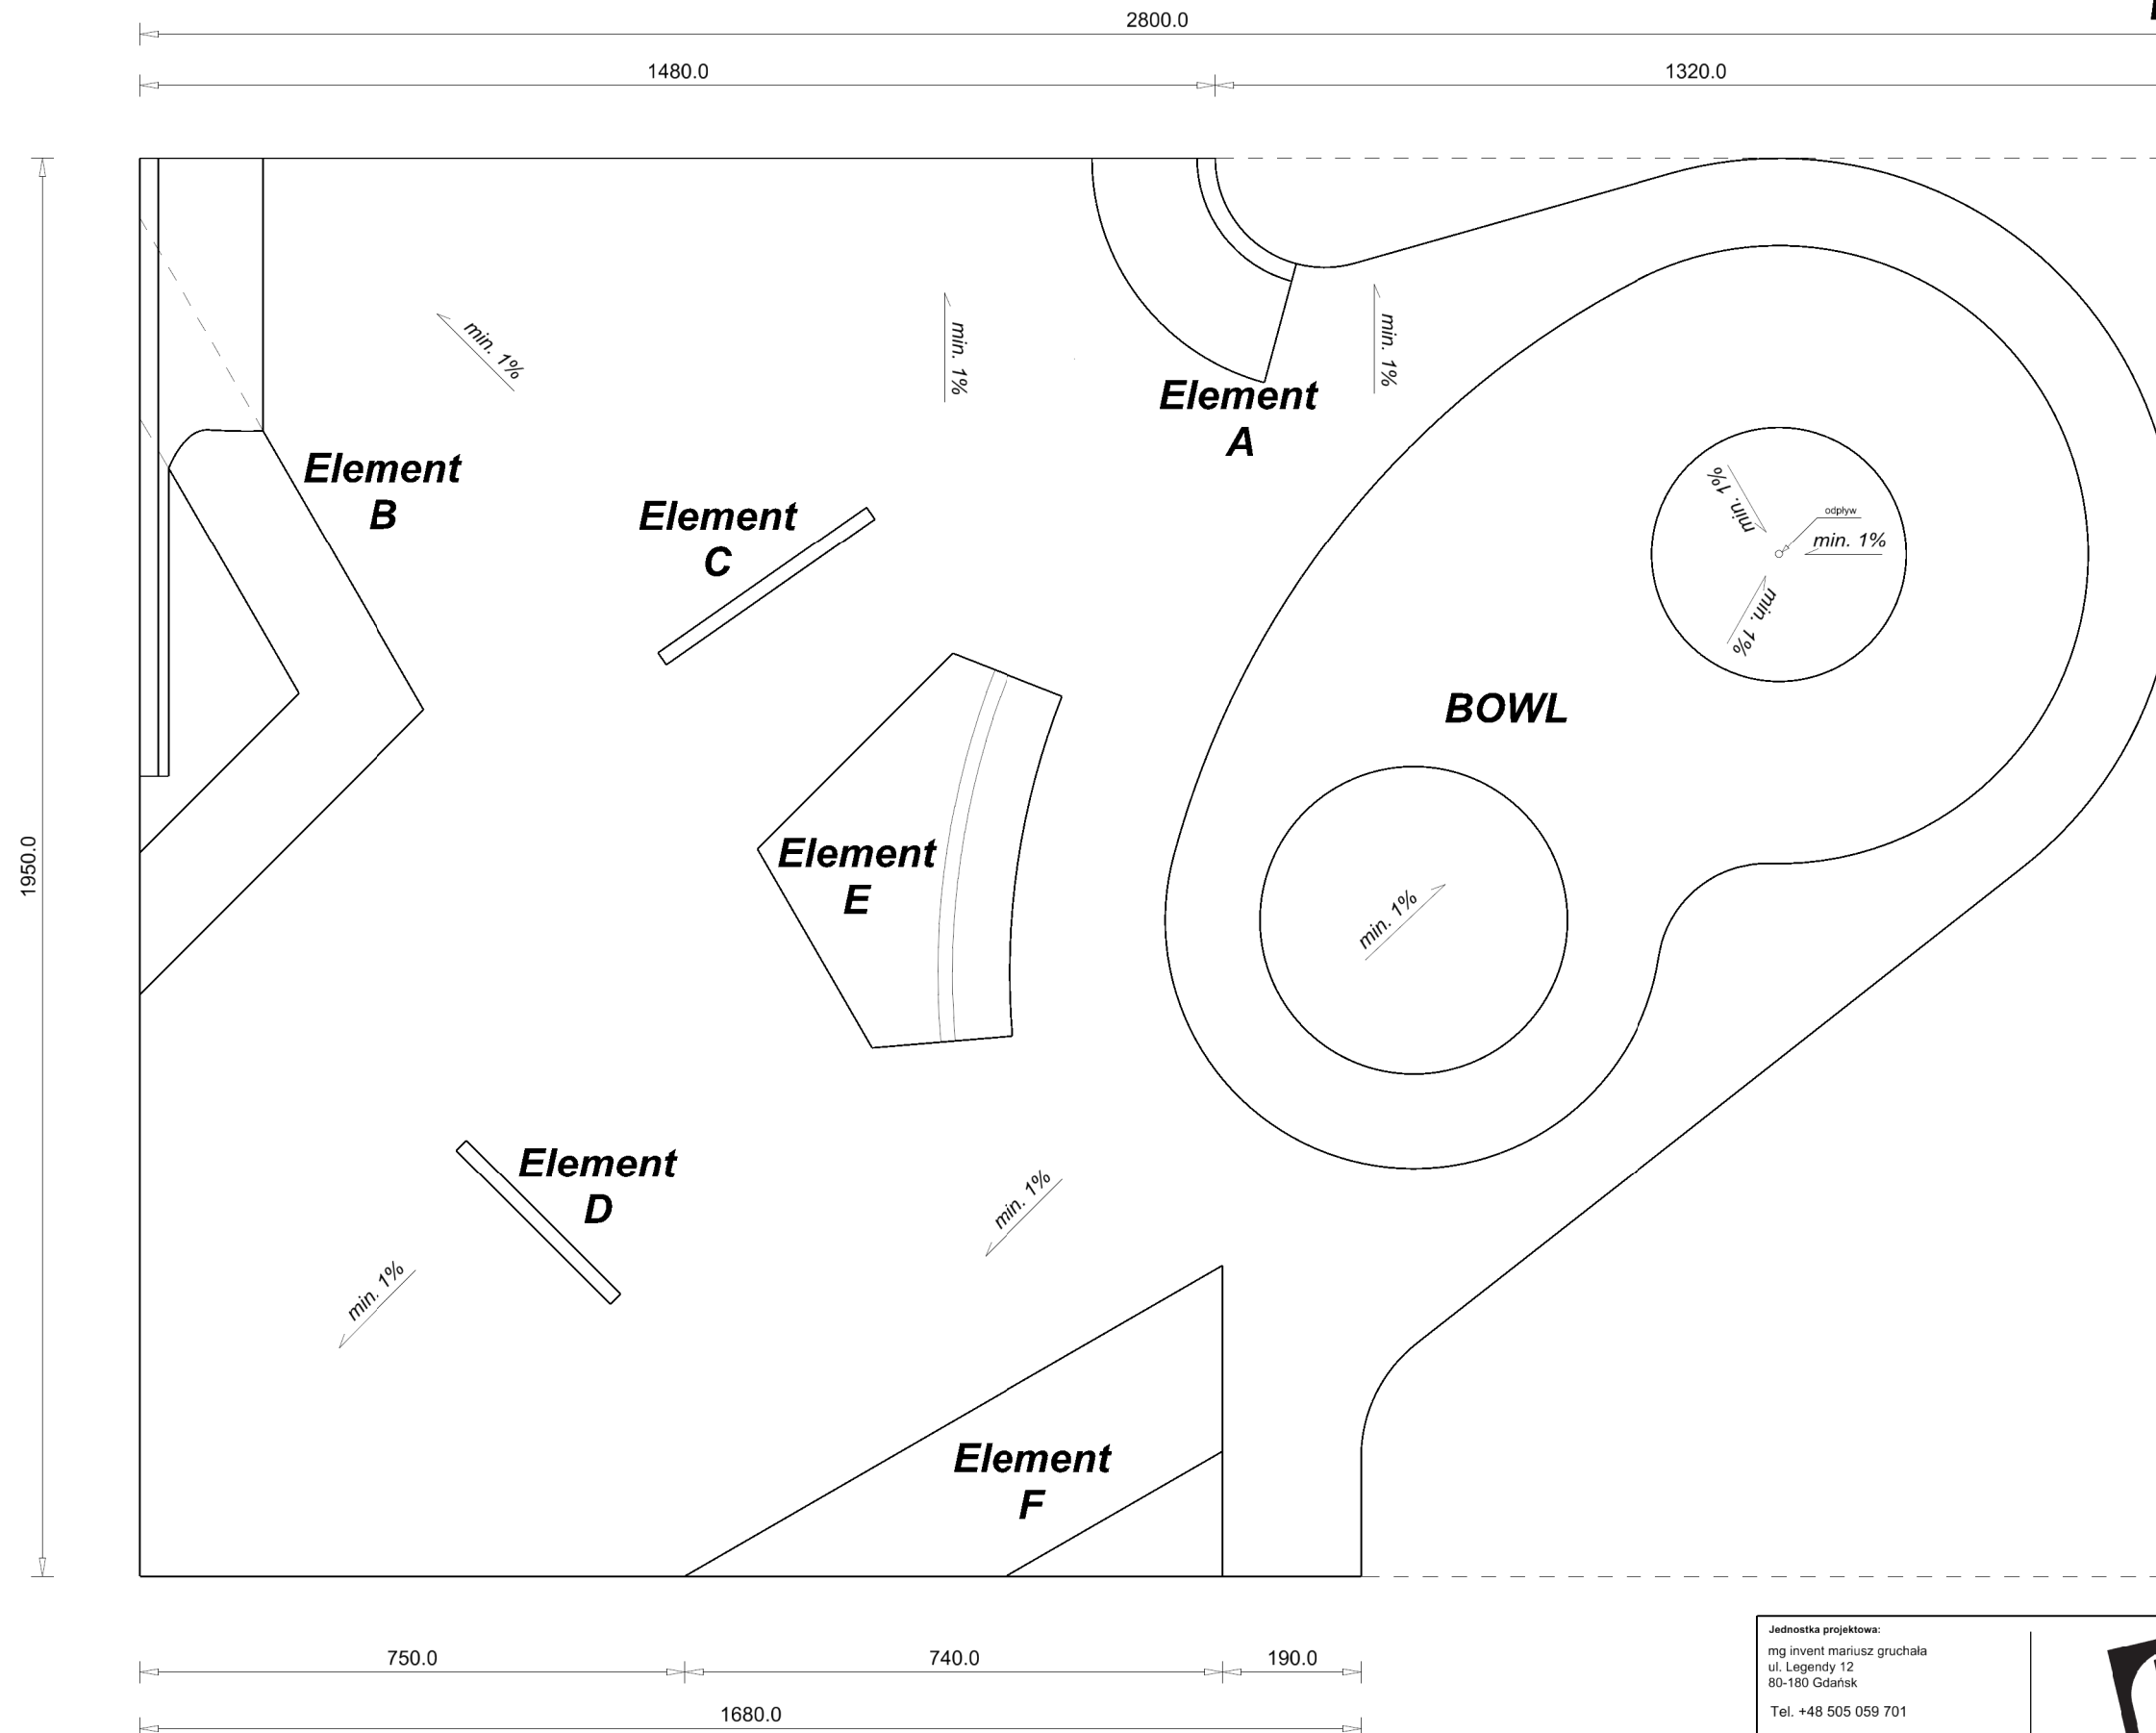 2800.0
1480.0
1320.0
min. 1%
min. 1%
min. 1%
Element
A
Element
B
Element
C
min. 1%
odpływ
min. 1%
min. 1%
BOWL
1950.0
Element
E
min. 1%
Element
D
min. 1%
min. 1%
Element
F
750.0
740.0
190.0
1680.0
Jednostka projektowa:
mg invent mariusz gruchała
ul. Legendy 12
80-180 Gdańsk
Tel. +48 505 059 701